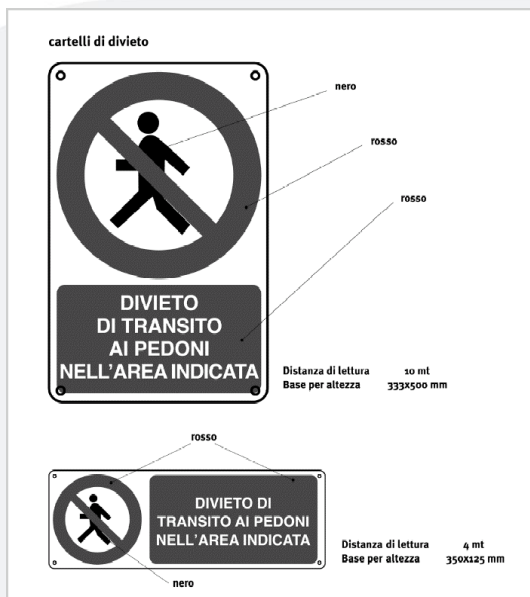 cartelli di divieto
nero
rosso
rosso
DIVIETO
DI TRANSITO
AI PEDONI
NELL'AREA INDICATA
Distanza di lettura 10 mt
Base per altezza 333x500 mm
rosso
DIVIETO DI
TRANSITO AI PEDONI
NELL'AREA INDICATA
Distanza di lettura 4 mt
Base per altezza 350x125 mm
nero